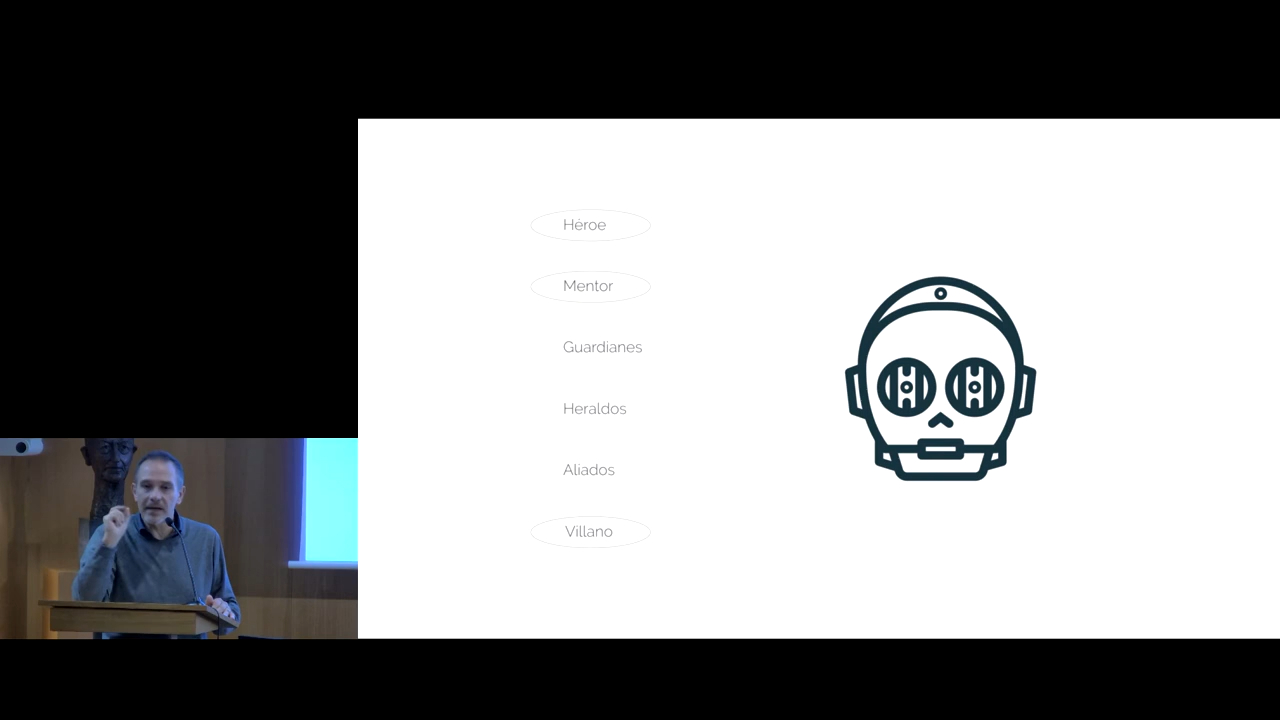 Héroe
Mentor
Guardianes
Heraldos
Aliados
Villano